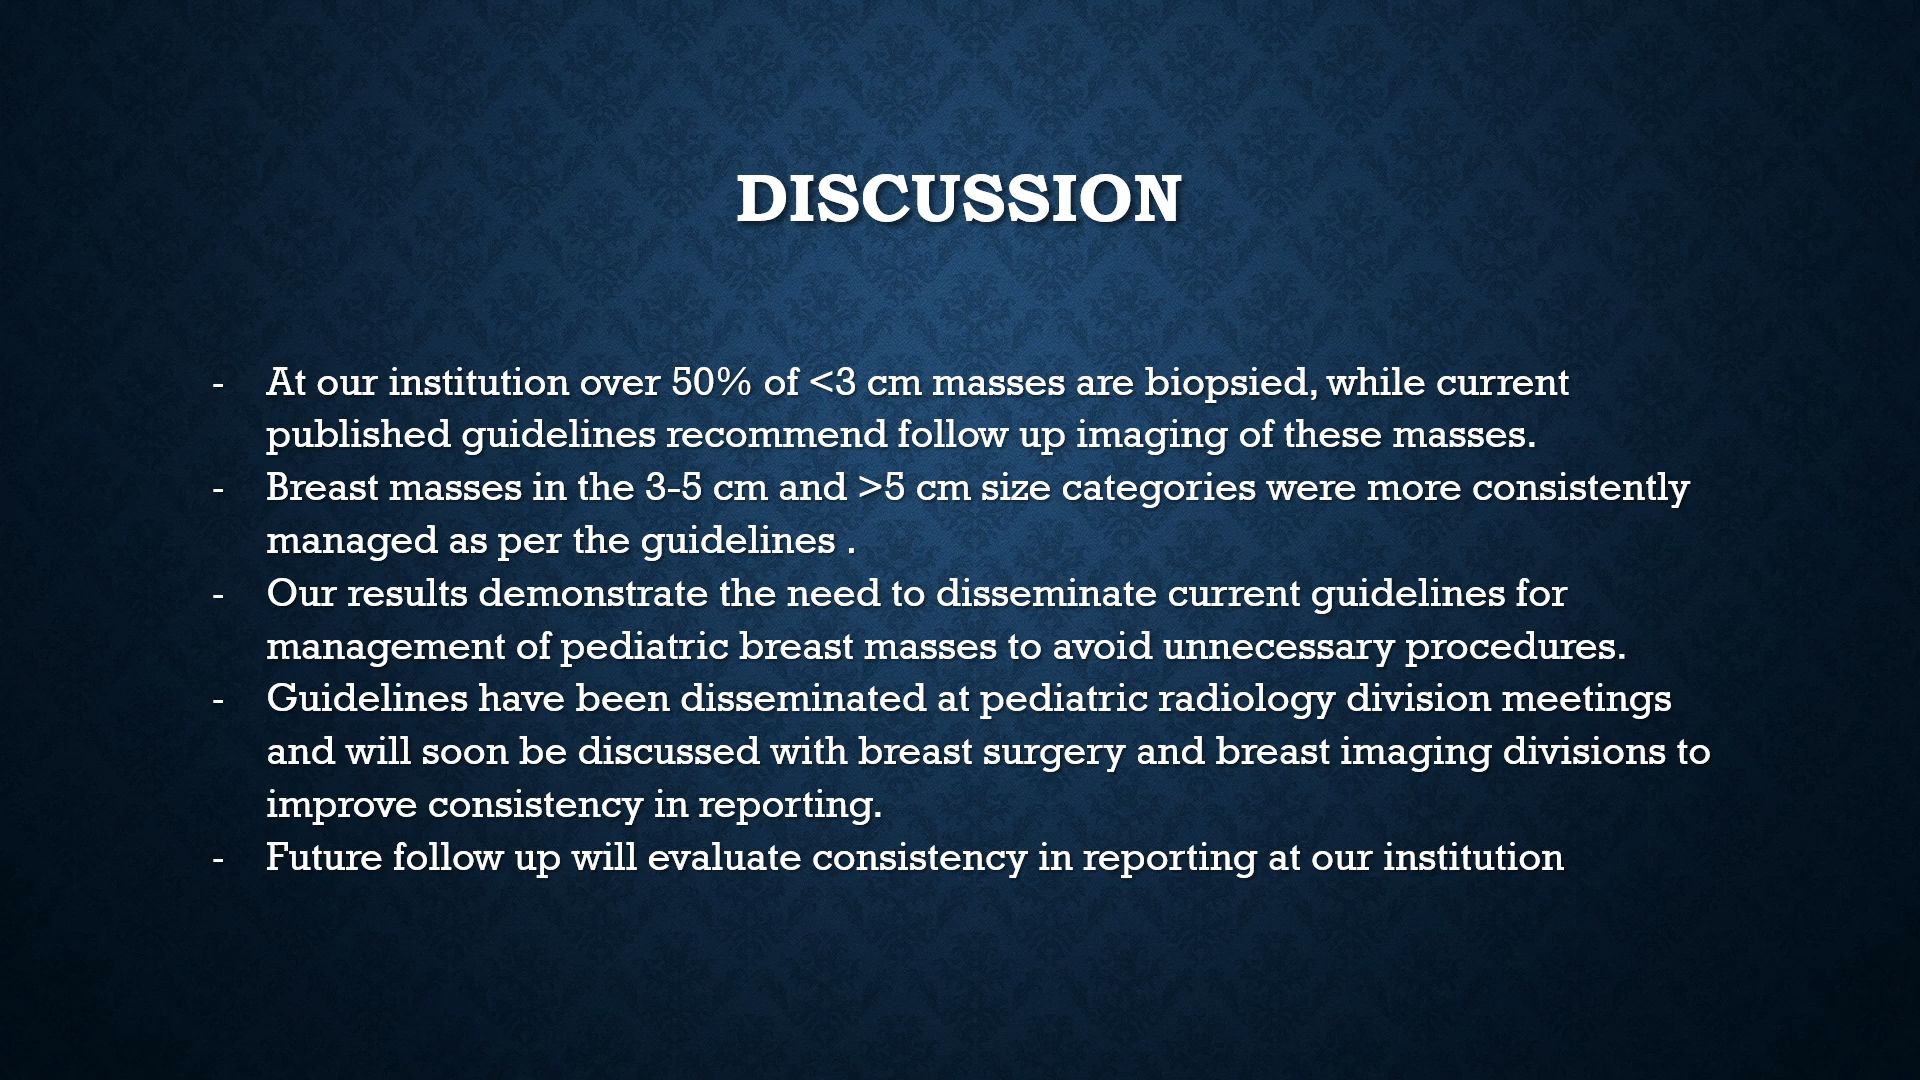 DISCUSSION
- At our institution over 50% of <3 cm masses are biopsied, while current
published guidelines recommend follow up imaging of these masses.
- Breast masses in the 3-5 cm and >5 cm size categories were more consistently
managed as per the guidelines .
- Our results demonstrate the need to disseminate current guidelines for
management of pediatric breast masses to avoid unnecessary procedures.
- Guidelines have been disseminated at pediatric radiology division meetings
and will soon be discussed with breast surgery and breast imaging divisions to
improve consistency in reporting.
- Future follow up will evaluate consistency in reporting at our institution